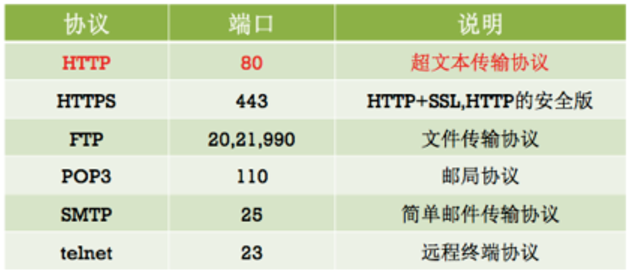 协议 端口 说明
HTTP 80 超文本传输协议
HTTPS 443 HTTP+SSL,HTTP的安全版
FTP 20,21,990 文件传输协议
POP3 110 邮局协议
SMTP 25 简单邮件传输协议
telnet 23 远程终端协议